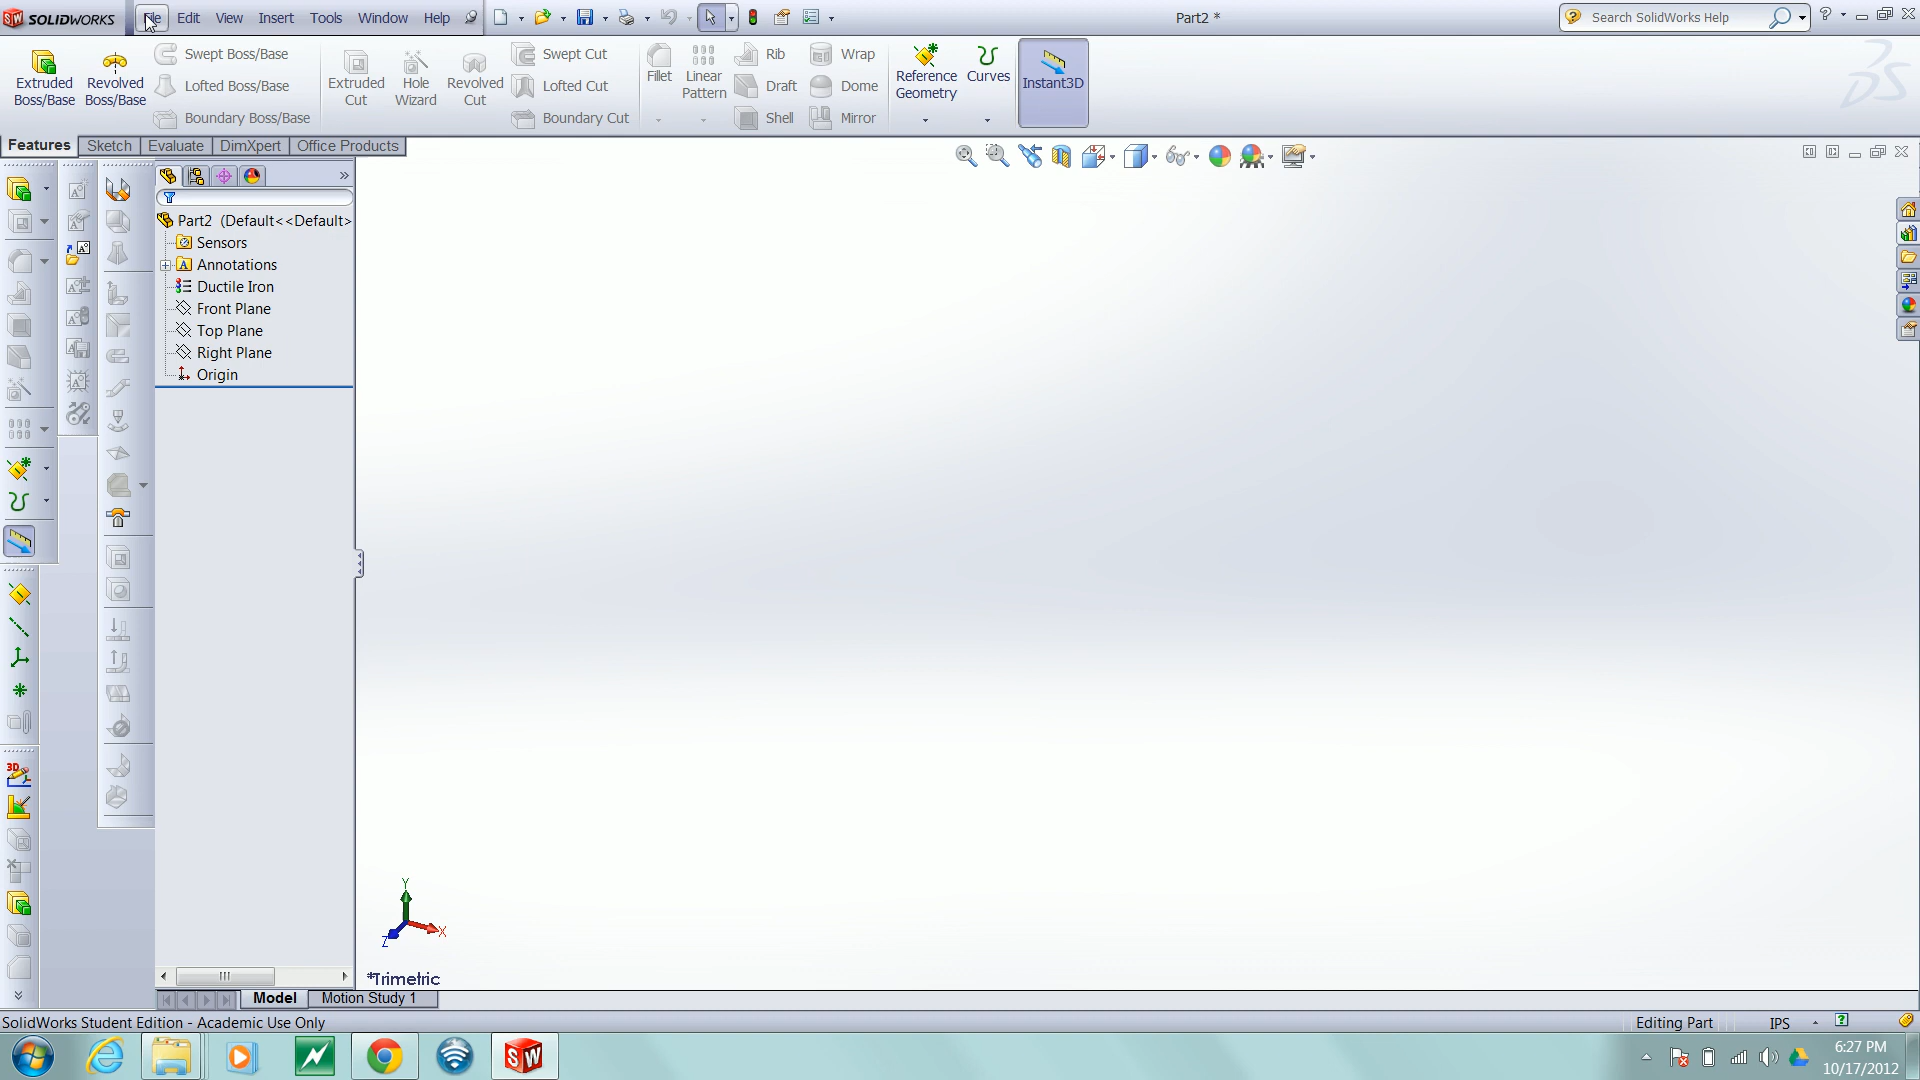 SOLIDWORKS File Edit View Insert Tools Window Help Part2 * Search SolidWorks Help
Extruded Boss/Base
Revolved Boss/Base
Swept Boss/Base
Lofted Boss/Base
Boundary Boss/Base
Extruded Cut
Hole Wizard
Revolved Cut
Swept Cut
Lofted Cut
Boundary Cut
Fillet
Linear Pattern
Rib
Draft
Shell
Wrap
Dome
Mirror
Reference Geometry
Curves
Instant3D
Features Sketch Evaluate DimXpert Office Products
Part2 (Default<<Default>
Sensors
Annotations
Ductile Iron
Front Plane
Top Plane
Right Plane
Origin
3D
Y
X
Z
*Trimetric
Model Motion Study 1
SolidWorks Student Edition - Academic Use Only Editing Part IPS
SW
6:27 PM
10/17/2012